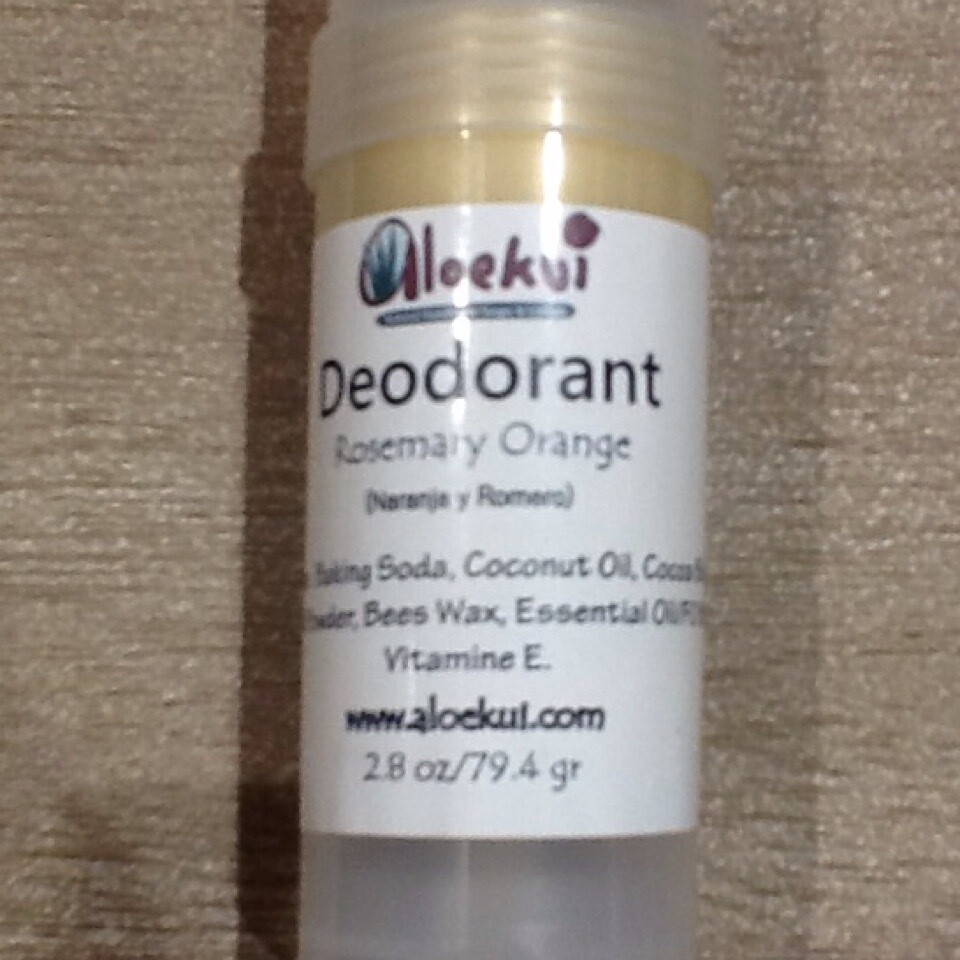 Aloekui
Deodorant
Rosemary Orange
(Naranja y Romero)
Baking Soda, Coconut Oil, Cocoa
Bees Wax, Essential Oil
Vitamine E.
www.aloekui.com
2.8 oz/79.4 gr